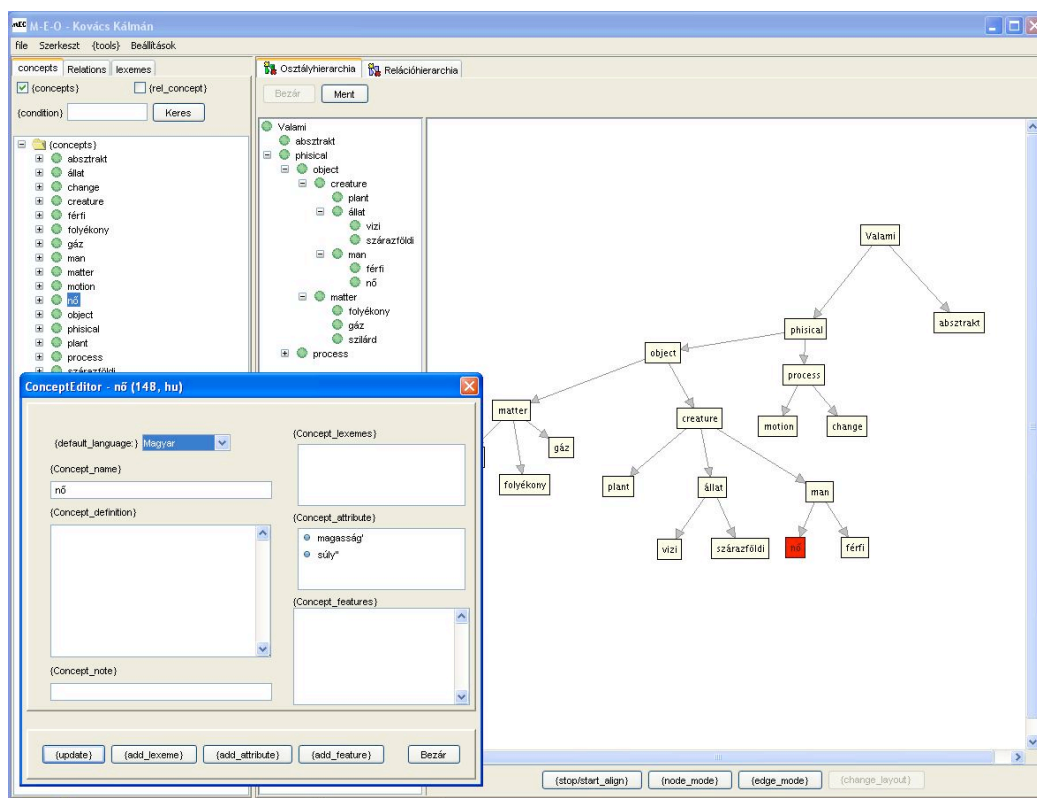 mEO M-E-O - Kovács Kálmán
file Szerkeszt {tools} Beállítások
concepts Relations lexemes
{concepts} {rel_concept}
{condition} Keres
{concepts}
absztrakt
állat
change
creature
férfi
folyékony
gáz
man
matter
motion
nő
object
phisical
plant
process
szárazföldi
Osztályhierarchia Relációhierarchia
Bezár Ment
Valami
absztrakt
phisical
object
creature
plant
állat
vizi
szárazföldi
man
férfi
nő
matter
folyékony
gáz
szilárd
process
Valami
absztrakt
phisical
object
process
matter
creature
motion
change
gáz
folyékony
plant
állat
man
vizi
szárazföldi
nő
férfi
ConceptEditor - nő (148, hu)
{default_language:} Magyar
{Concept_name}
nő
{Concept_definition}
{Concept_note}
{Concept_lexemes}
{Concept_attribute}
magasság'
súly"
{Concept_features}
{update} {add_lexeme} {add_attribute} {add_feature} Bezár
{stop/start_align} {node_mode} {edge_mode} {change_layout}